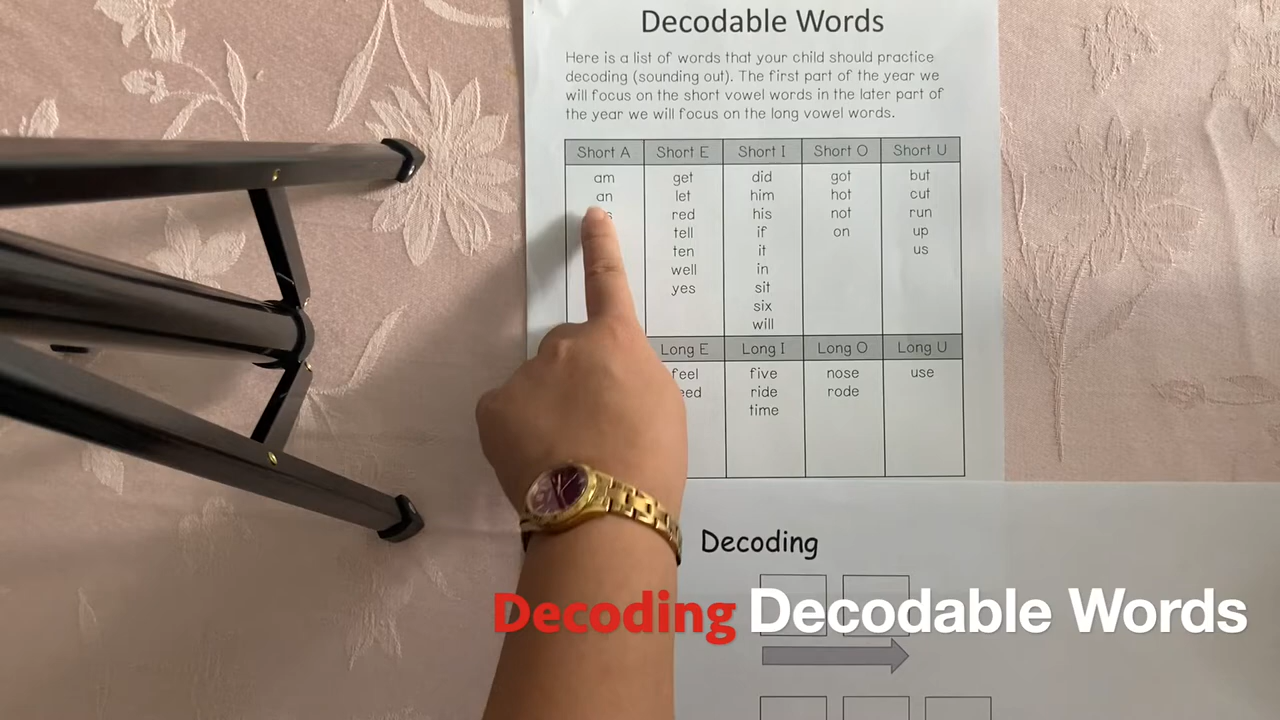 Decodable Words
Here is a list of words that your child should practice
decoding (sounding out). The first part of the year we
will focus on the short vowel words in the later part of
the year we will focus on the long vowel words.
Short A Short E Short I Short O Short U
am get did got but
an let him hot cut
red his not run
tell if on up
ten it us
well in
yes sit
six
will
Long E Long I Long O Long U
feel five nose use
ride rode
time
Decoding
Decoding Decodable Words